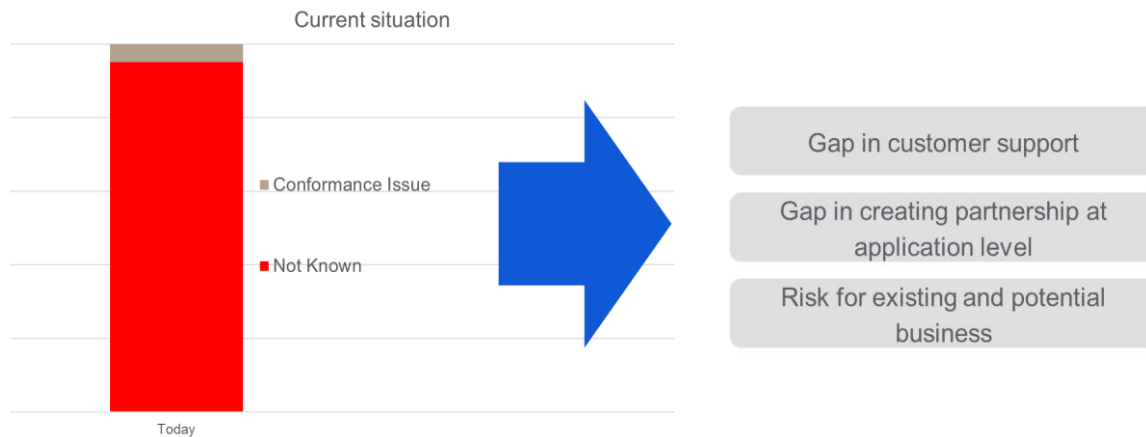 Current situation
Conformance Issue
Not Known
Today
Gap in customer support
Gap in creating partnership at
application level
Risk for existing and potential
business